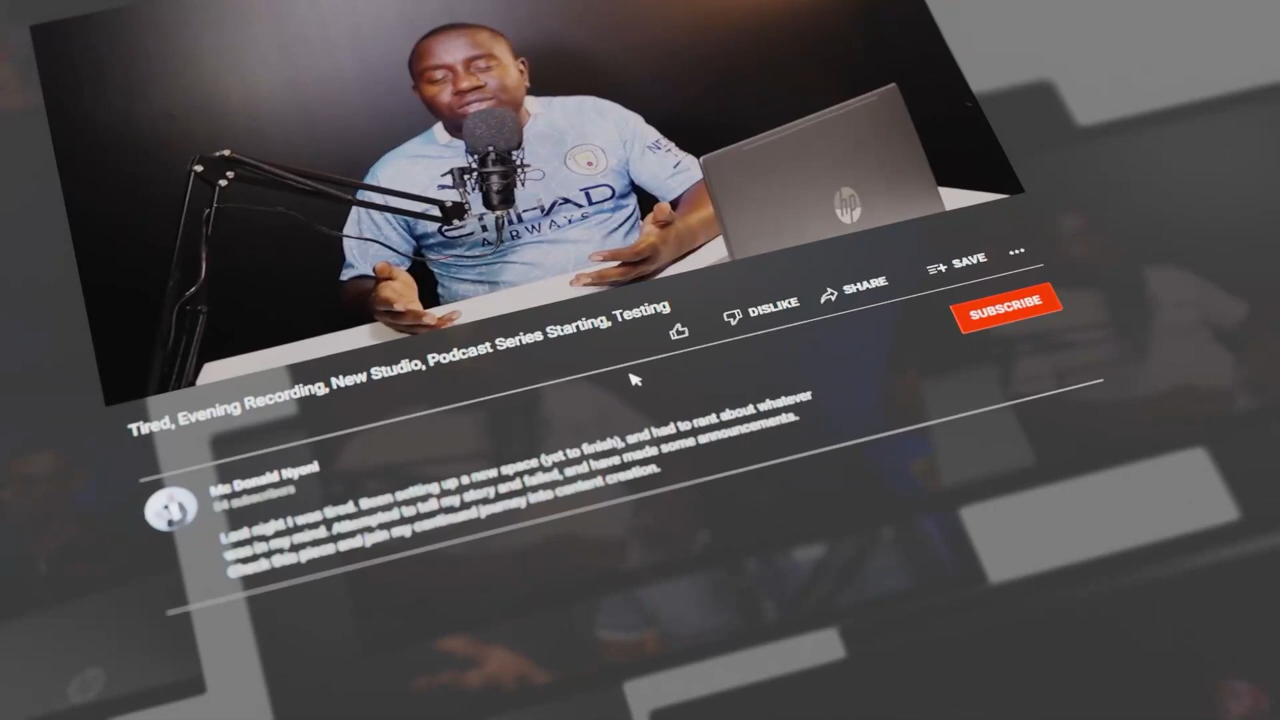 ETIHAD
AIRWAYS
hp
Tired, Evening Recording, New Studio, Podcast Series Starting, Testing
DISLIKE
SHARE
SAVE
SUBSCRIBE
Mc Donald Nyoni
subscribers
Last night I was tired. Been setting up a new space (yet to finish), and had to rant about whatever
was in my mind. Attempted to tell my story and failed, and have made some announcements.
Check this piece and join my continued journey into content creation.